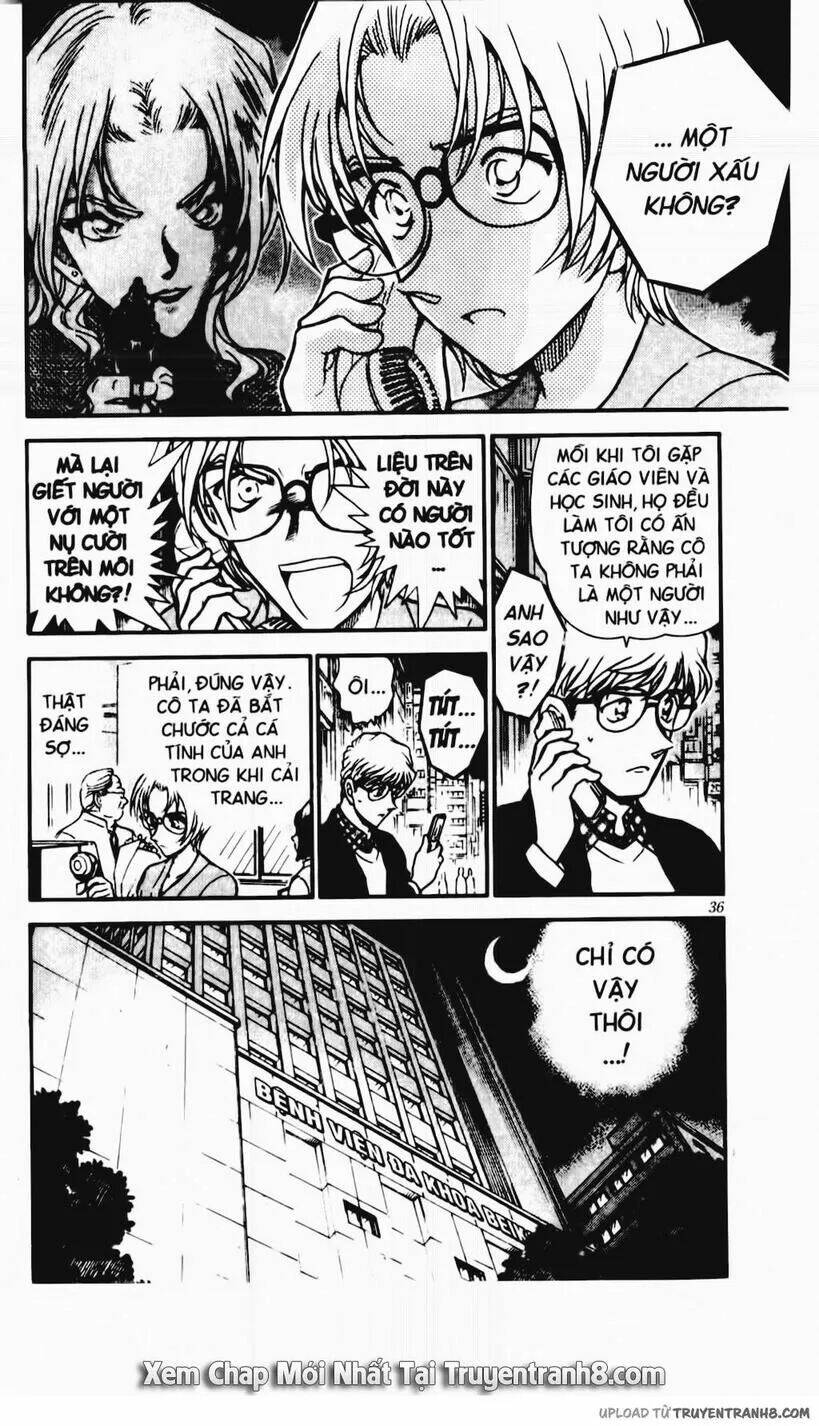 ... MỘT
NGƯỜI XẤU
KHÔNG?
MỖI KHI TÔI GẶP
CÁC GIÁO VIÊN VÀ
HỌC SINH, HỌ ĐỀU
LÀM TÔI CÓ ẤN
TƯỢNG RẰNG CÔ
TA KHÔNG PHẢI
LÀ MỘT NGƯỜI
NHƯ VẬY...
ANH
SAO
VẬY
?!
LIỆU TRÊN
ĐỜI NÀY
CÓ NGƯỜI
NÀO TỐT
...
MÀ LẠI
GIẾT NGƯỜI
VỚI MỘT
NỤ CƯỜI
TRÊN MÔI
KHÔNG?!
TÚT...
TÚT...
ÔI...
PHẢI, ĐÚNG VẬY.
CÔ TA ĐÃ BẮT
CHƯỚC CẢ CÁ
TÍNH CỦA ANH
TRONG KHI CẢI
TRANG...
THẬT
ĐÁNG
SỢ...
36
CHỈ CÓ
VẬY
THÔI
...!
BỆNH VIỆN ĐA KHOA BEIK
Xem Chap Mới Nhất Tại Truyentranh8.com
UPLOAD TỪ TRUYENTRANH8.COM